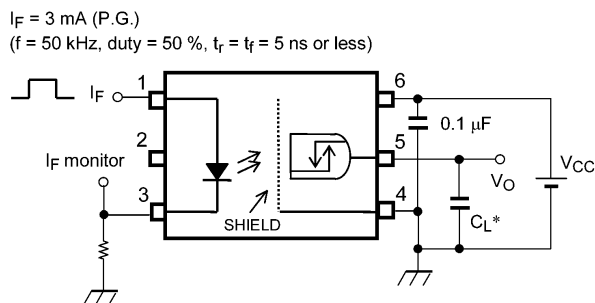 IF = 3 mA (P.G.)
(f = 50 kHz, duty = 50 %, tr = tf = 5 ns or less)
1
IF
2
IF monitor
3
SHIELD
6
0.1 μF
5
VO
VCC
4
CL*